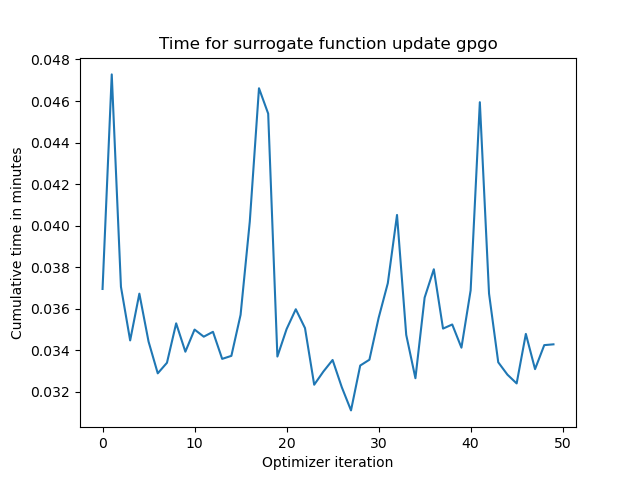 Time for surrogate function update gpgo
Cumulative time in minutes
0.048
0.046
0.044
0.042
0.040
0.038
0.036
0.034
0.032
0 10 20 30 40 50
Optimizer iteration